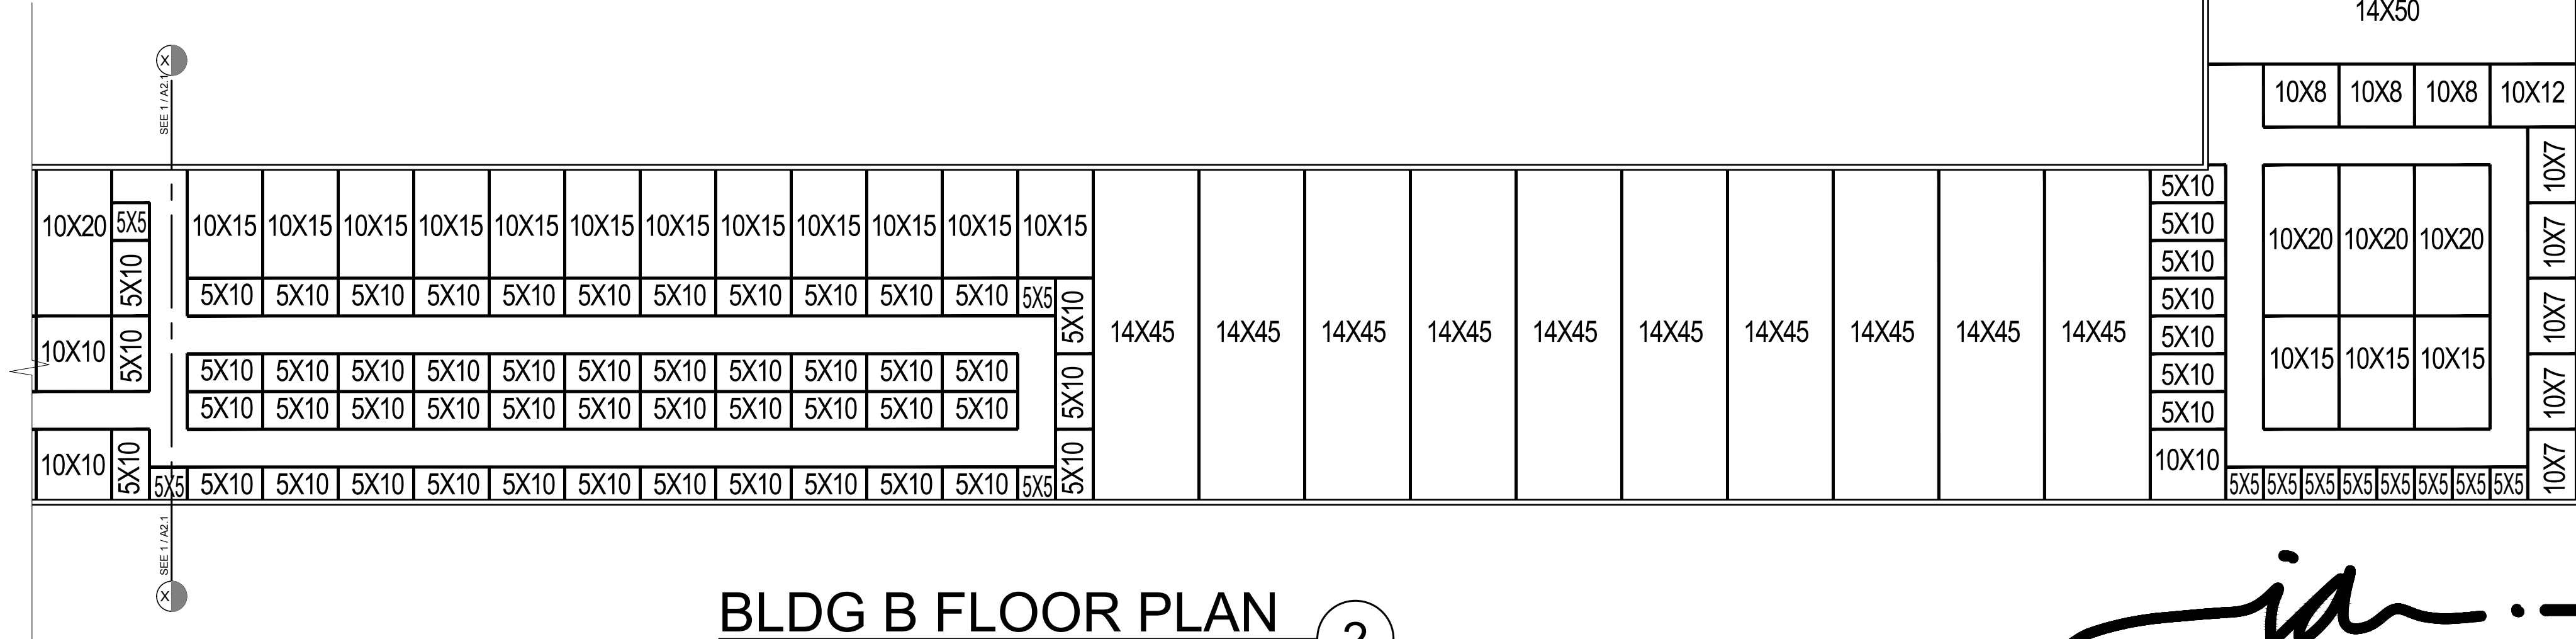 14X50
X
SEE 1 / A2.1
10X8 10X8 10X8 10X12
10X7
10X7
10X7
10X7
10X7
10X20 5X5 10X15 10X15 10X15 10X15 10X15 10X15 10X15 10X15 10X15 10X15 10X15 10X15
5X10
5X10 5X10 5X10 5X10 5X10 5X10 5X10 5X10 5X10 5X10 5X10 5X5
5X10
10X10 5X10
14X45 14X45 14X45 14X45 14X45 14X45 14X45 14X45 14X45 14X45
5X10
5X10
5X10
5X10
5X10
5X10
5X10
10X10
10X20 10X20 10X20
10X15 10X15 10X15
5X10 5X10 5X10 5X10 5X10 5X10 5X10 5X10 5X10 5X10 5X10
5X10 5X10 5X10 5X10 5X10 5X10 5X10 5X10 5X10 5X10 5X10
5X10
10X10 5X10
5X5 5X10 5X10 5X10 5X10 5X10 5X10 5X10 5X10 5X10 5X10 5X10 5X5
5X10
5X5 5X5 5X5 5X5 5X5 5X5 5X5 5X5
SEE 1 / A2.1
X
BLDG B FLOOR PLAN
2